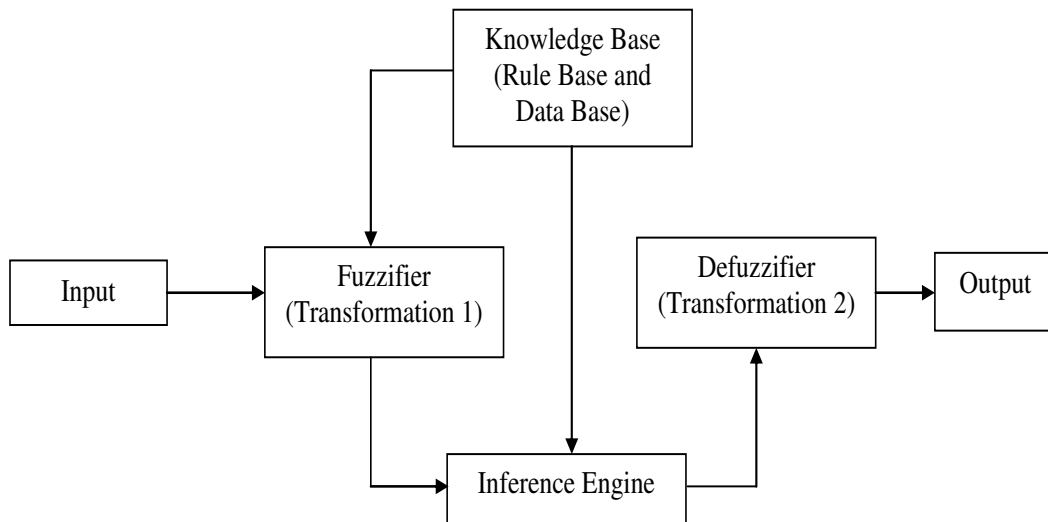 Knowledge Base
(Rule Base and
Data Base)
Input
Fuzzifier
(Transformation 1)
Defuzzifier
(Transformation 2)
Output
Inference Engine